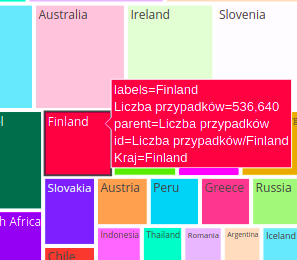 Australia
Ireland
Slovenia
Finland
labels=Finland
Liczba przypadków=536,640
parent=Liczba przypadków
id=Liczba przypadków/Finland
Kraj=Finland
Slovakia
Austria
Peru
Greece
Russia
h Africa
Indonesia
Thailand
Romania
Argentina
Iceland
Chile